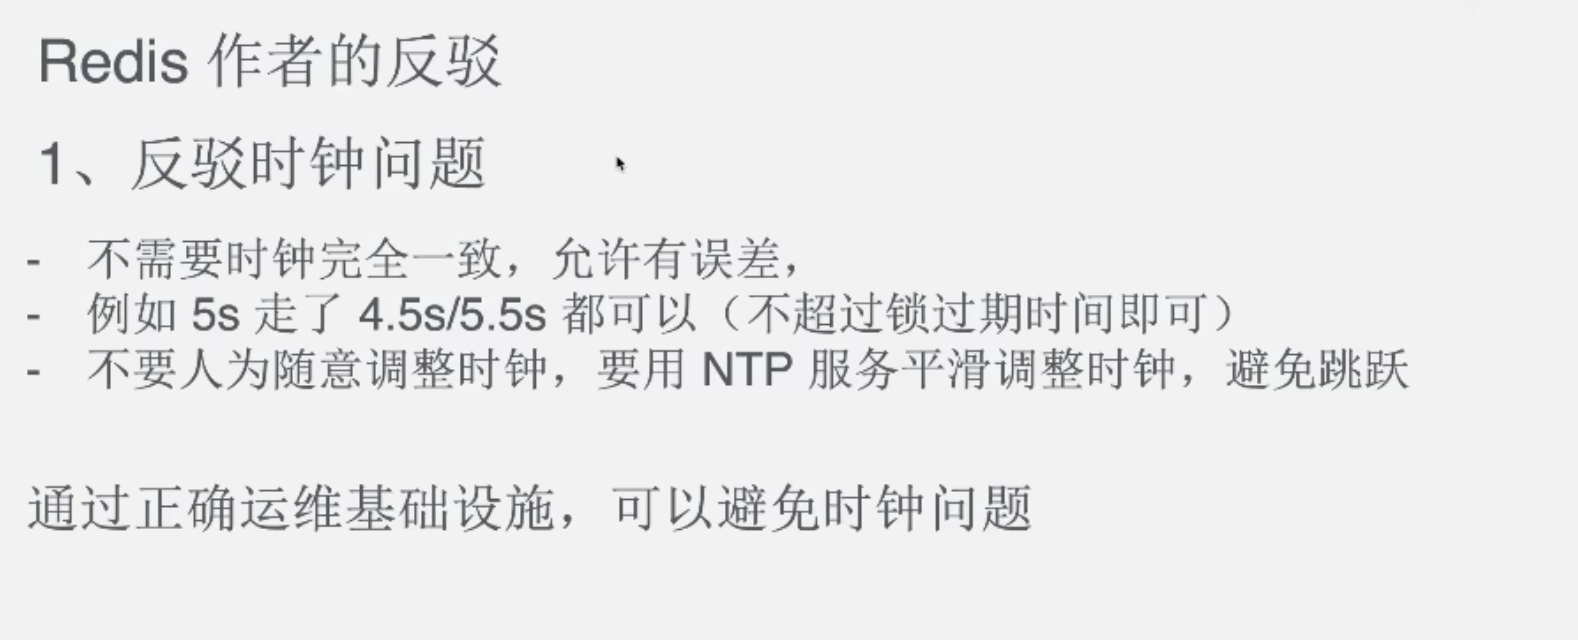 Redis 作者的反驳
1、反驳时钟问题
- 不需要时钟完全一致，允许有误差，
- 例如 5s 走了 4.5s/5.5s 都可以（不超过锁过期时间即可）
- 不要人为随意调整时钟，要用 NTP 服务平滑调整时钟，避免跳跃
通过正确运维基础设施，可以避免时钟问题